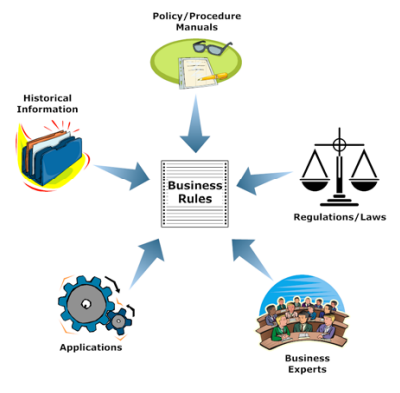 Policy/Procedure
Manuals
Historical
Information
Business
Rules
Regulations/Laws
Applications
Business
Experts